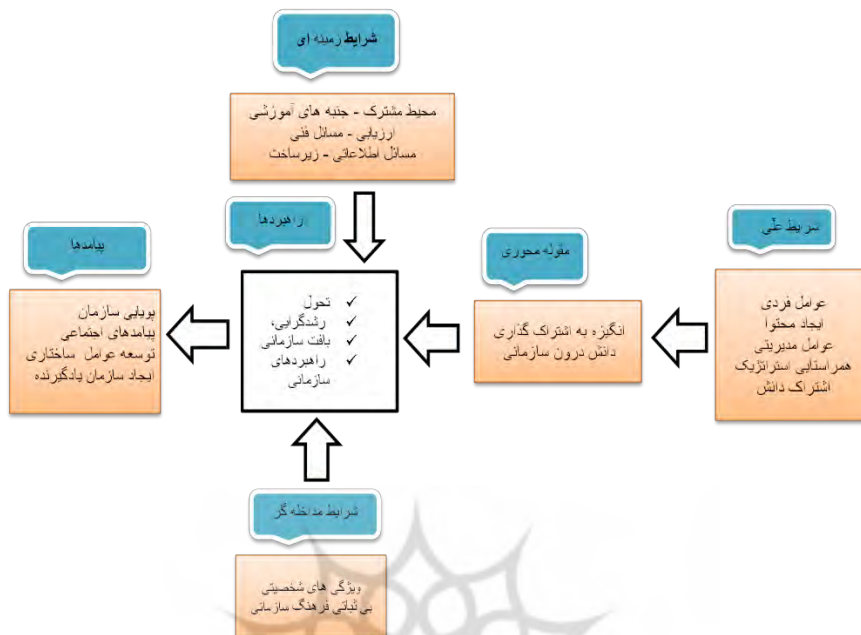 شرایط زمینه ای
محیط مشترک - جنبه های آموزشی
ارزیابی - مسائل فنی
مسائل اطلاعاتی - زیرساخت
شریط علّی
عوامل فردی
ایجاد محتوا
عوامل مدیریتی
همراستایی استراتژیک
اشتراک دانش
مقوله محوری
انگیزه به اشتراک گذاری
دانش درون سازمانی
راهبردها
✓ تحول
✓ رشدگرایی،
✓ بافت سازمانی
✓ راهبردهای
سازمانی
پیامدها
پویایی سازمان
پیامدهای اجتماعی
توسعه عوامل ساختاری
ایجاد سازمان یادگیرنده
شرایط مداخله گر
ویژگی های شخصیتی
بی ثباتی فرهنگ سازمانی